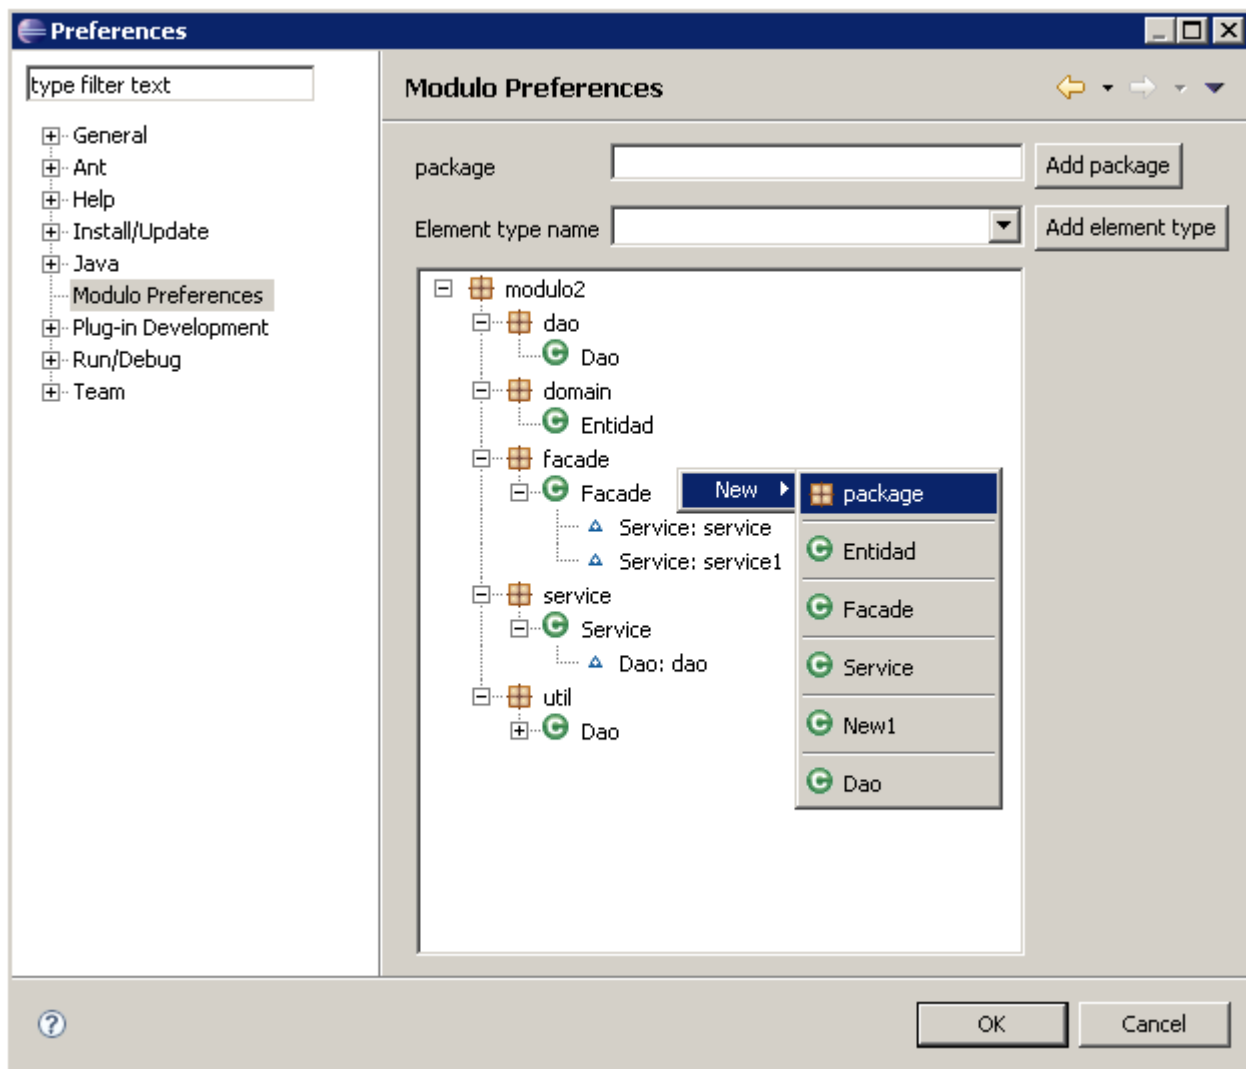 Preferences
type filter text
General
Ant
Help
Install/Update
Java
Modulo Preferences
Plug-in Development
Run/Debug
Team
Modulo Preferences
package
Add package
Element type name
Add element type
modulo2
dao
Dao
domain
Entidad
facade
Facade
Service: service
Service: service1
service
Service
Dao: dao
util
Dao
New
package
Entidad
Facade
Service
New1
Dao
OK
Cancel